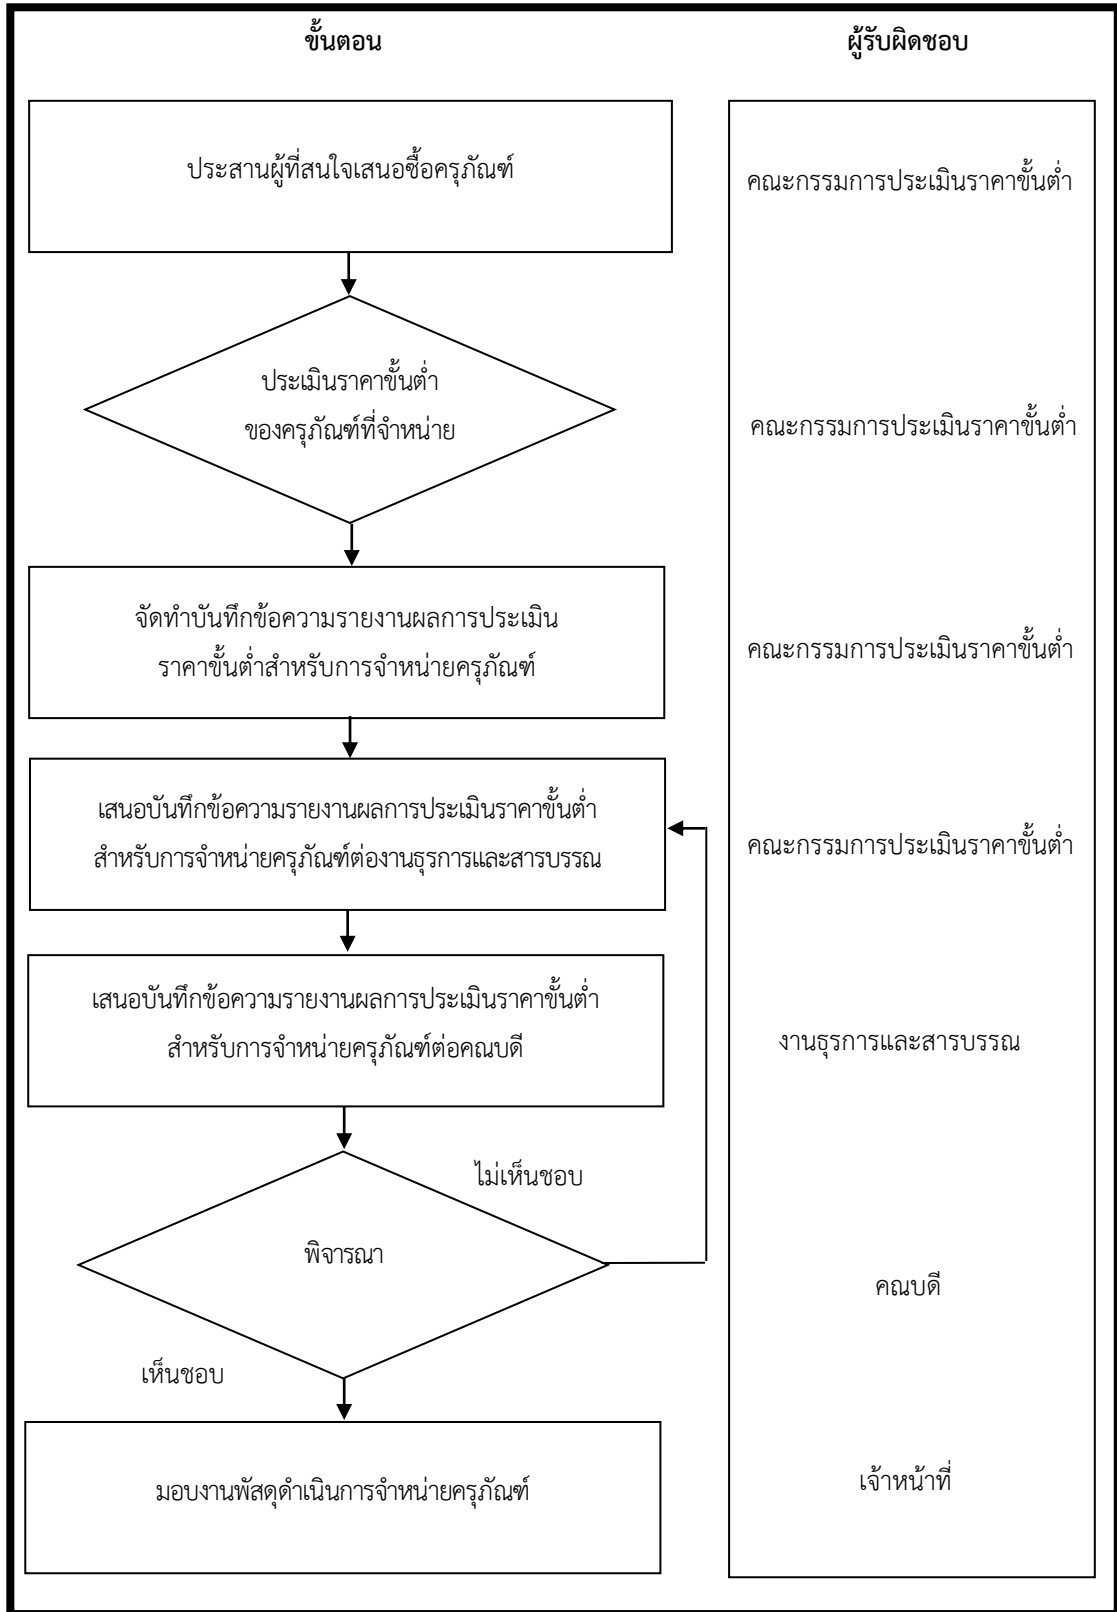 ขั้นตอน
ผู้รับผิดชอบ
ประสานผู้ที่สนใจเสนอซื้อครุภัณฑ์
คณะกรรมการประเมินราคาขั้นต่ำ
ประเมินราคาขั้นต่ำ
ของครุภัณฑ์ที่จำหน่าย
คณะกรรมการประเมินราคาขั้นต่ำ
จัดทำบันทึกข้อความรายงานผลการประเมิน
ราคาขั้นต่ำสำหรับการจำหน่ายครุภัณฑ์
คณะกรรมการประเมินราคาขั้นต่ำ
เสนอบันทึกข้อความรายงานผลการประเมินราคาขั้นต่ำ
สำหรับการจำหน่ายครุภัณฑ์ต่องานธุรการและสารบรรณ
คณะกรรมการประเมินราคาขั้นต่ำ
เสนอบันทึกข้อความรายงานผลการประเมินราคาขั้นต่ำ
สำหรับการจำหน่ายครุภัณฑ์ต่อคณบดี
งานธุรการและสารบรรณ
ไม่เห็นชอบ
พิจารณา
คณบดี
เห็นชอบ
มอบงานพัสดุดำเนินการจำหน่ายครุภัณฑ์
เจ้าหน้าที่